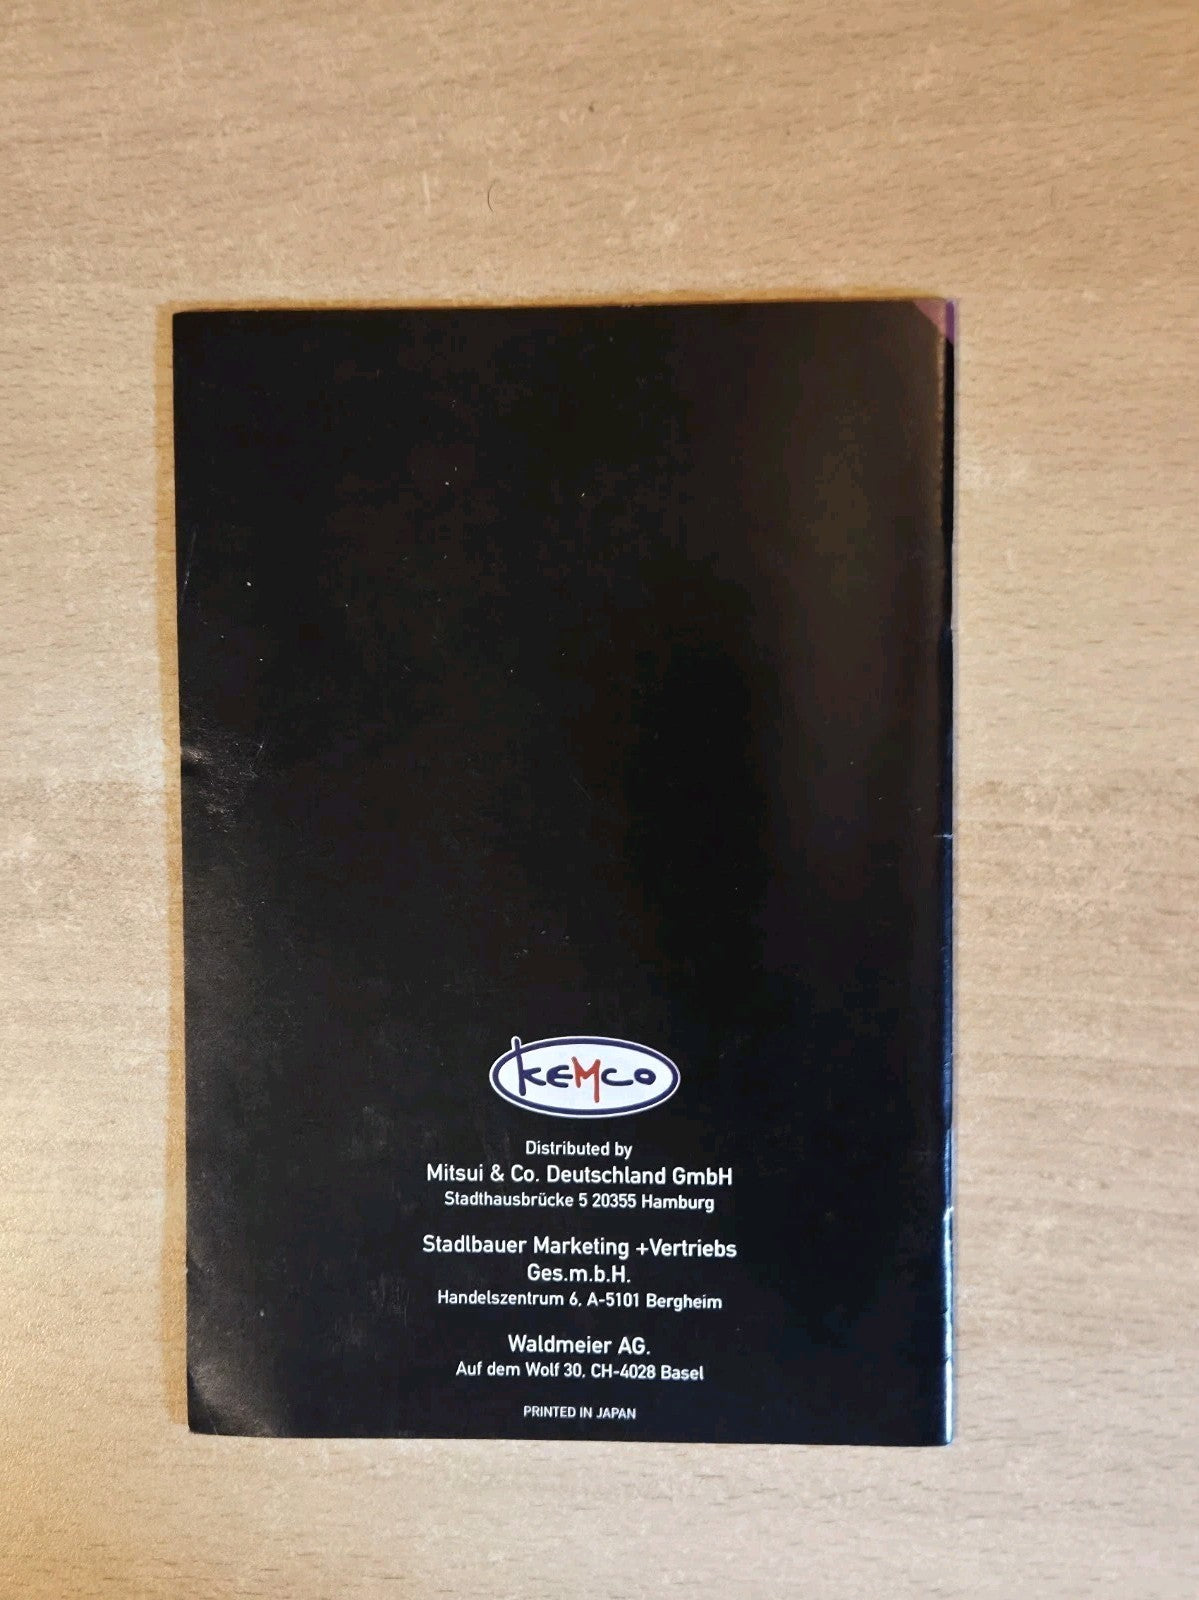 KEMCO
Distributed by
Mitsui & Co. Deutschland GmbH
Stadthausbrücke 5 20355 Hamburg
Stadlbauer Marketing +Vertriebs
Ges.m.b.H.
Handelszentrum 6, A-5101 Bergheim
Waldmeier AG.
Auf dem Wolf 30, CH-4028 Basel
PRINTED IN JAPAN